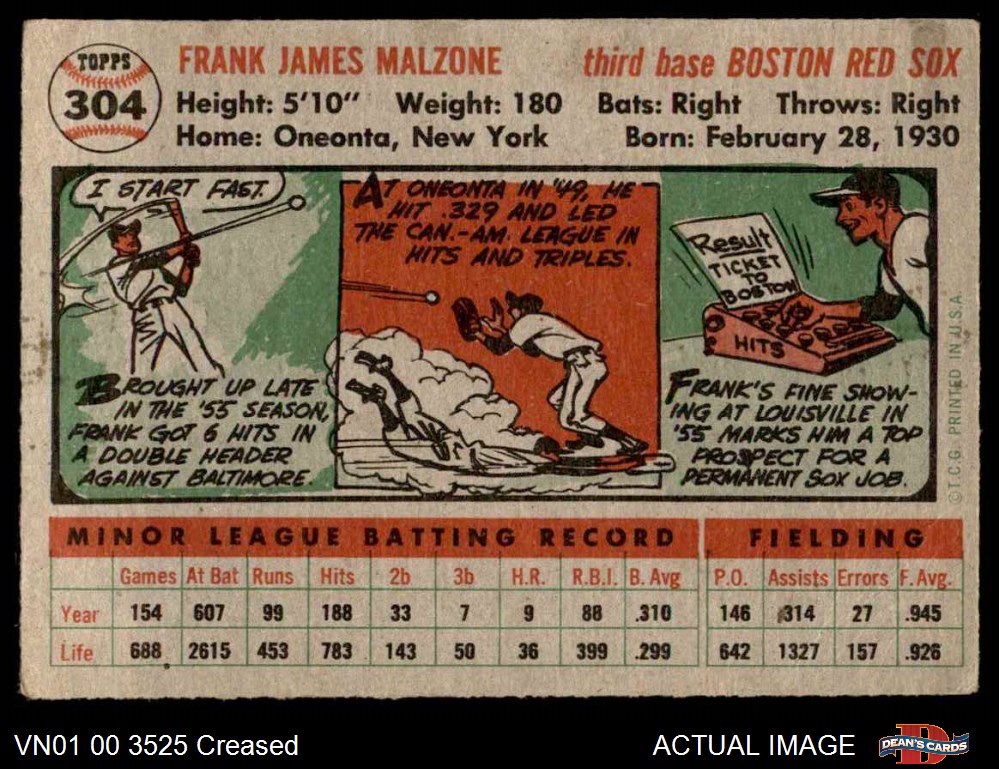 TOPPS
304
FRANK JAMES MALZONE third base BOSTON RED SOX
Height: 5'10" Weight: 180 Bats: Right Throws: Right
Home: Oneonta, New York Born: February 28, 1930
I START FAST.
BROUGHT UP LATE
IN THE '55 SEASON,
FRANK GOT 6 HITS IN
A DOUBLE HEADER
AGAINST BALTIMORE.
AT ONEONTA IN '49, HE
HIT .329 AND LED
THE CAN.-AM. LEAGUE IN
HITS AND TRIPLES.
Result
TICKET
TO
BOSTON
HITS
FRANK'S FINE SHOW-
ING AT LOUISVILLE IN
'55 MARKS HIM A TOP
PROSPECT FOR A
PERMANENT SOX JOB.
© T.C.G. PRINTED IN U.S.A.
MINOR LEAGUE BATTING RECORD FIELDING
Games At Bat Runs Hits 2b 3b H.R. R.B.I. B. Avg P.O. Assists Errors F. Avg.
Year 154 607 99 188 33 7 9 88 .310 146 314 27 .945
Life 688 2615 453 783 143 50 36 399 .299 642 1327 157 .926
VN01 00 3525 Creased ACTUAL IMAGE DEAN'S CARDS